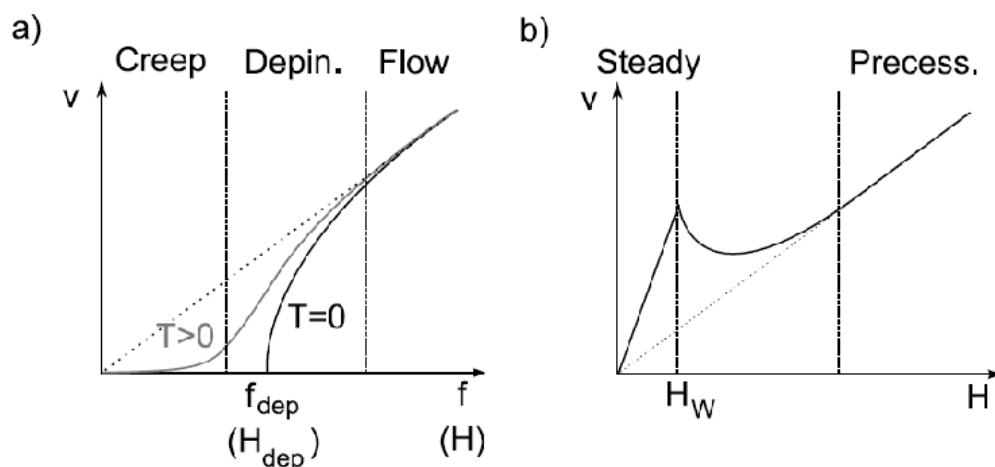 a)
Creep Depin. Flow
v
T>0
T=0
f_dep
f
(H_dep)
(H)
b)
Steady Precess.
v
H_W
H